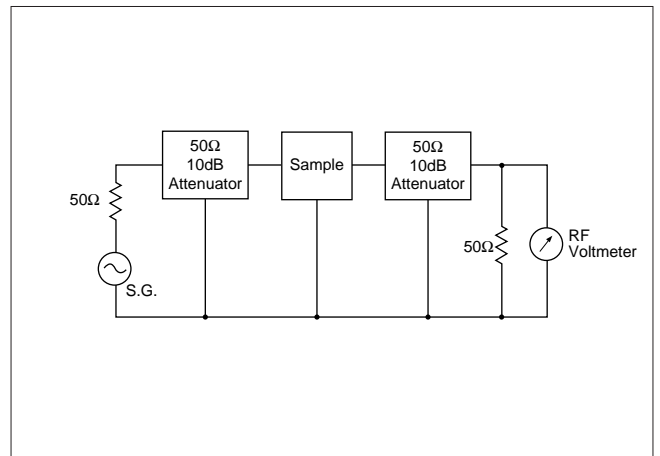 50Ω
10dB
Attenuator
Sample
50Ω
10dB
Attenuator
50Ω
S.G.
50Ω
RF
Voltmeter